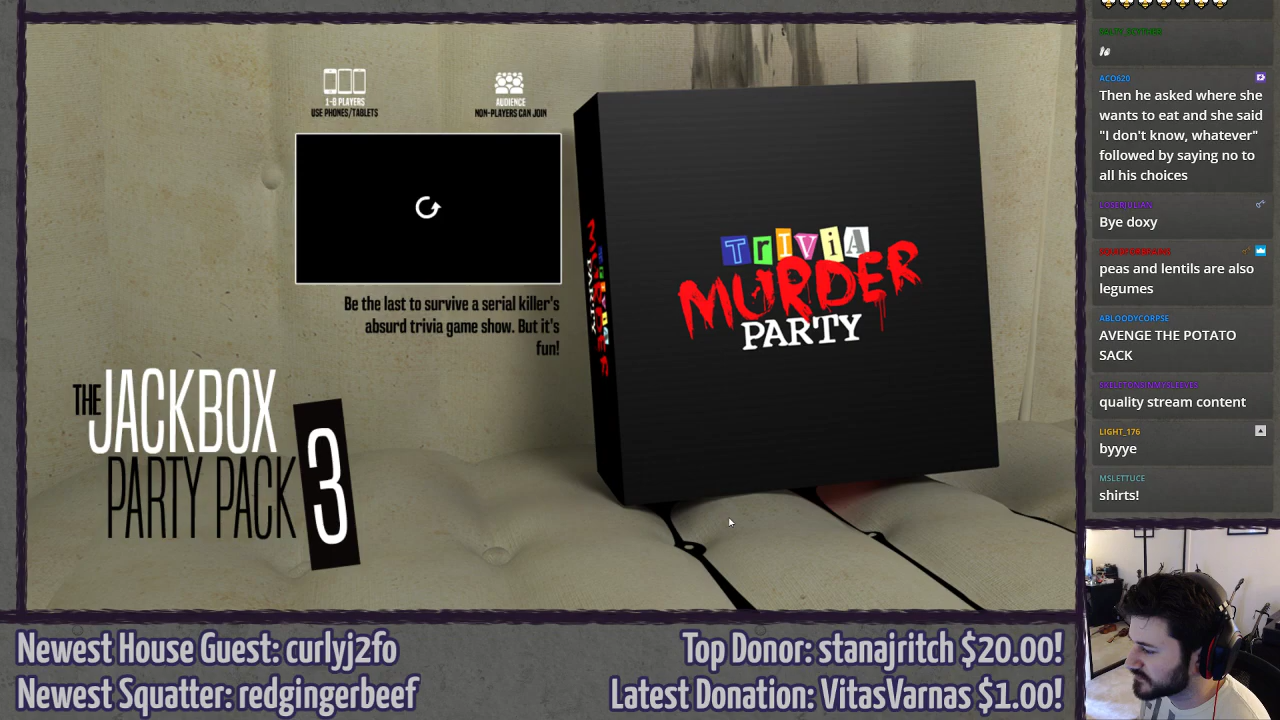 1-8 PLAYERS
USE PHONES/TABLETS
AUDIENCE
NON-PLAYERS CAN JOIN
Be the last to survive a serial killer's
absurd trivia game show. But it's
fun!
THE JACKBOX
PARTY PACK 3
TRIVIA
MURDER
PARTY
TRIVIA
MURDER
PARTY
ACO620
Then he asked where she
wants to eat and she said
"I don't know, whatever"
followed by saying no to
all his choices
Bye doxy
peas and lentils are also
legumes
ABLOODYCORPSE
AVENGE THE POTATO
SACK
SKELETONSINMYSLEEVES
quality stream content
LIGHT_176
byyye
MSLETTUCE
shirts!
Newest House Guest: curlyj2fo
Newest Squatter: redgingerbeef
Top Donor: stanajritch $20.00!
Latest Donation: VitasVarnas $1.00!